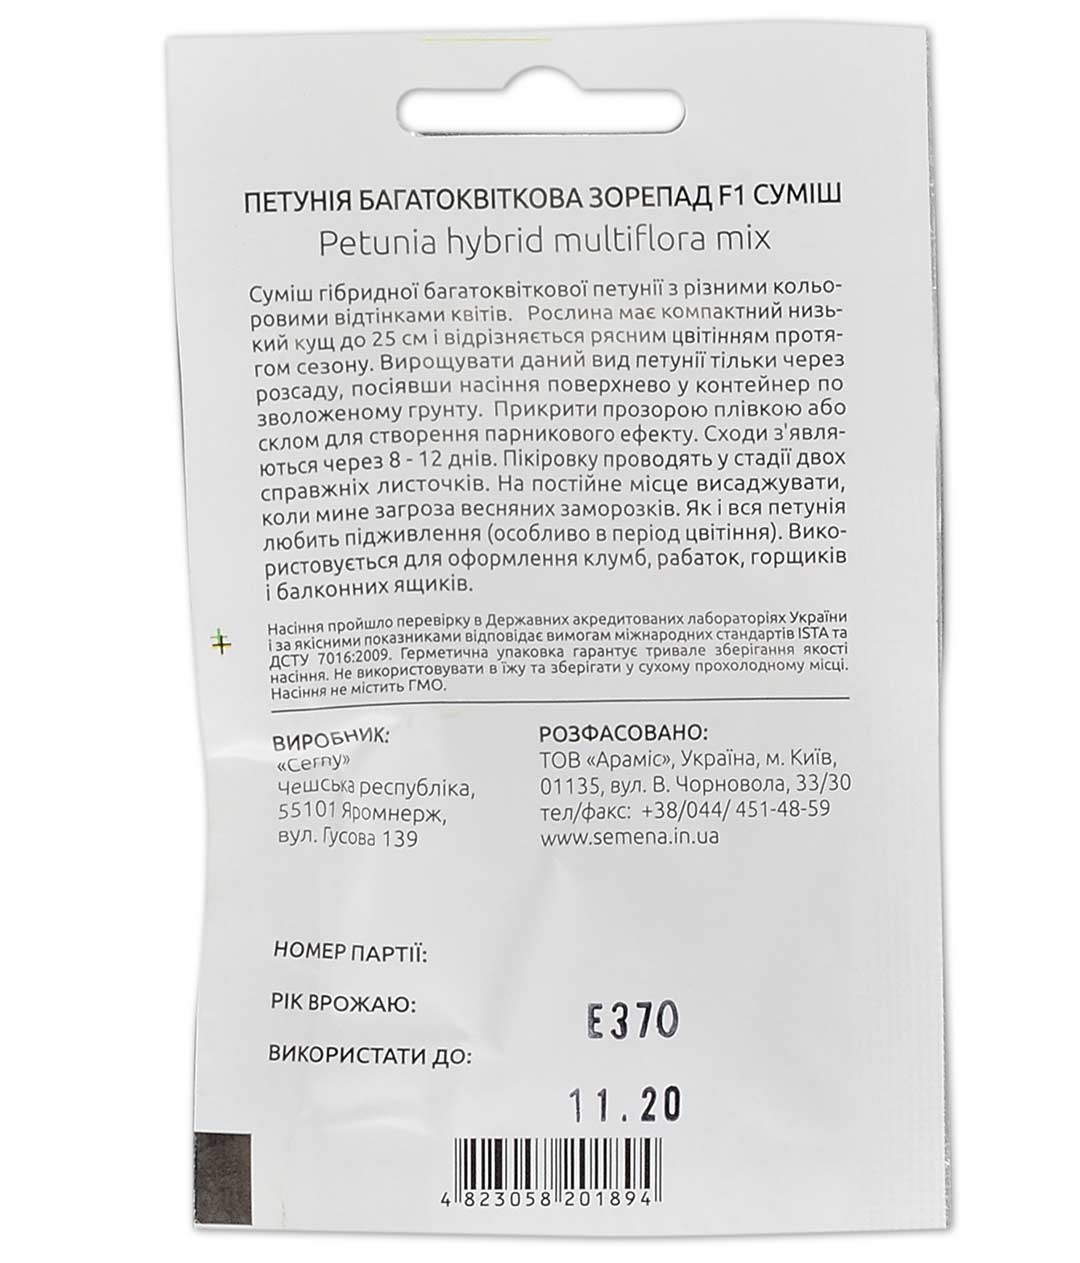 ПЕТУНІЯ БАГАТОКВІТКОВА ЗОРЕПАД F1 СУМІШ
Petunia hybrid multiflora mix
Суміш гібридної багатоквіткової петунії з різними кольо-
ровими відтінками квітів. Рослина має компактний низь-
кий кущ до 25 см і відрізняється рясним цвітінням протя-
гом сезону. Вирощувати даний вид петунії тільки через
розсаду, посіявши насіння поверхнево у контейнер по
зволоженому грунту. Прикрити прозорою плівкою або
склом для створення парникового ефекту. Сходи з'явля-
ються через 8 - 12 днів. Пікіровку проводять у стадії двох
справжніх листочків. На постійне місце висаджувати,
коли мине загроза весняних заморозків. Як і вся петунія
любить підживлення (особливо в період цвітіння). Вико-
ристовується для оформлення клумб, рабаток, горщиків
і балконних ящиків.
Насіння пройшло перевірку в Державних акредитованих лабораторіях України
і за якісними показниками відповідає вимогам міжнародних стандартів ISTA та
ДСТУ 7016:2009. Герметична упаковка гарантує тривале зберігання якості
насіння. Не використовувати в їжу та зберігати у сухому прохолодному місці.
Насіння не містить ГМО.
ВИРОБНИК:
«Cerny»
Чешська республіка,
55101 Яромнерж,
вул. Гусова 139
РОЗФАСОВАНО:
ТОВ «Араміс», Україна, м. Київ,
01135, вул. В. Чорновола, 33/30
тел/факс: +38/044/ 451-48-59
www.semena.in.ua
НОМЕР ПАРТІЇ:
РІК ВРОЖАЮ:
E370
ВИКОРИСТАТИ ДО:
11.20
4 823058 201894